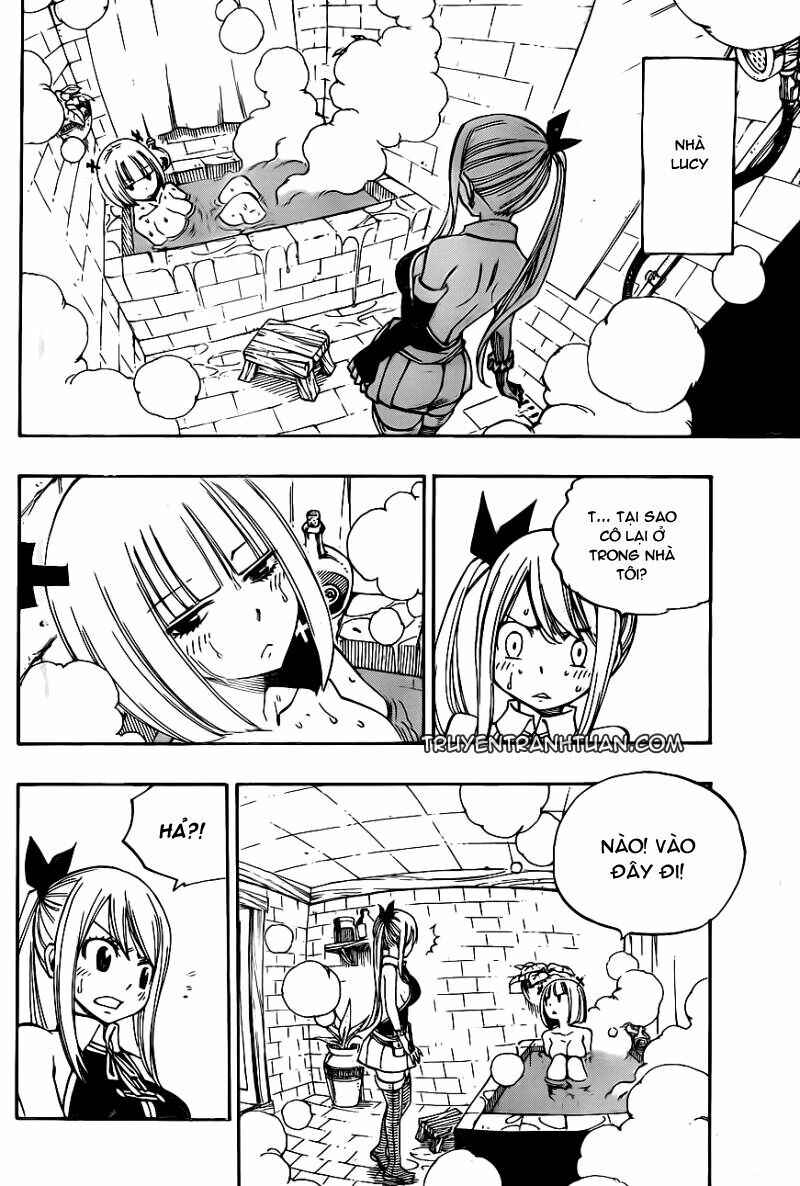 NHÀ
LUCY
T... TẠI SAO
CÔ LẠI Ở
TRONG NHÀ
TÔI?
TRUYENTRANHTUAN.COM
HẢ?!
NÀO! VÀO
ĐÂY ĐI!